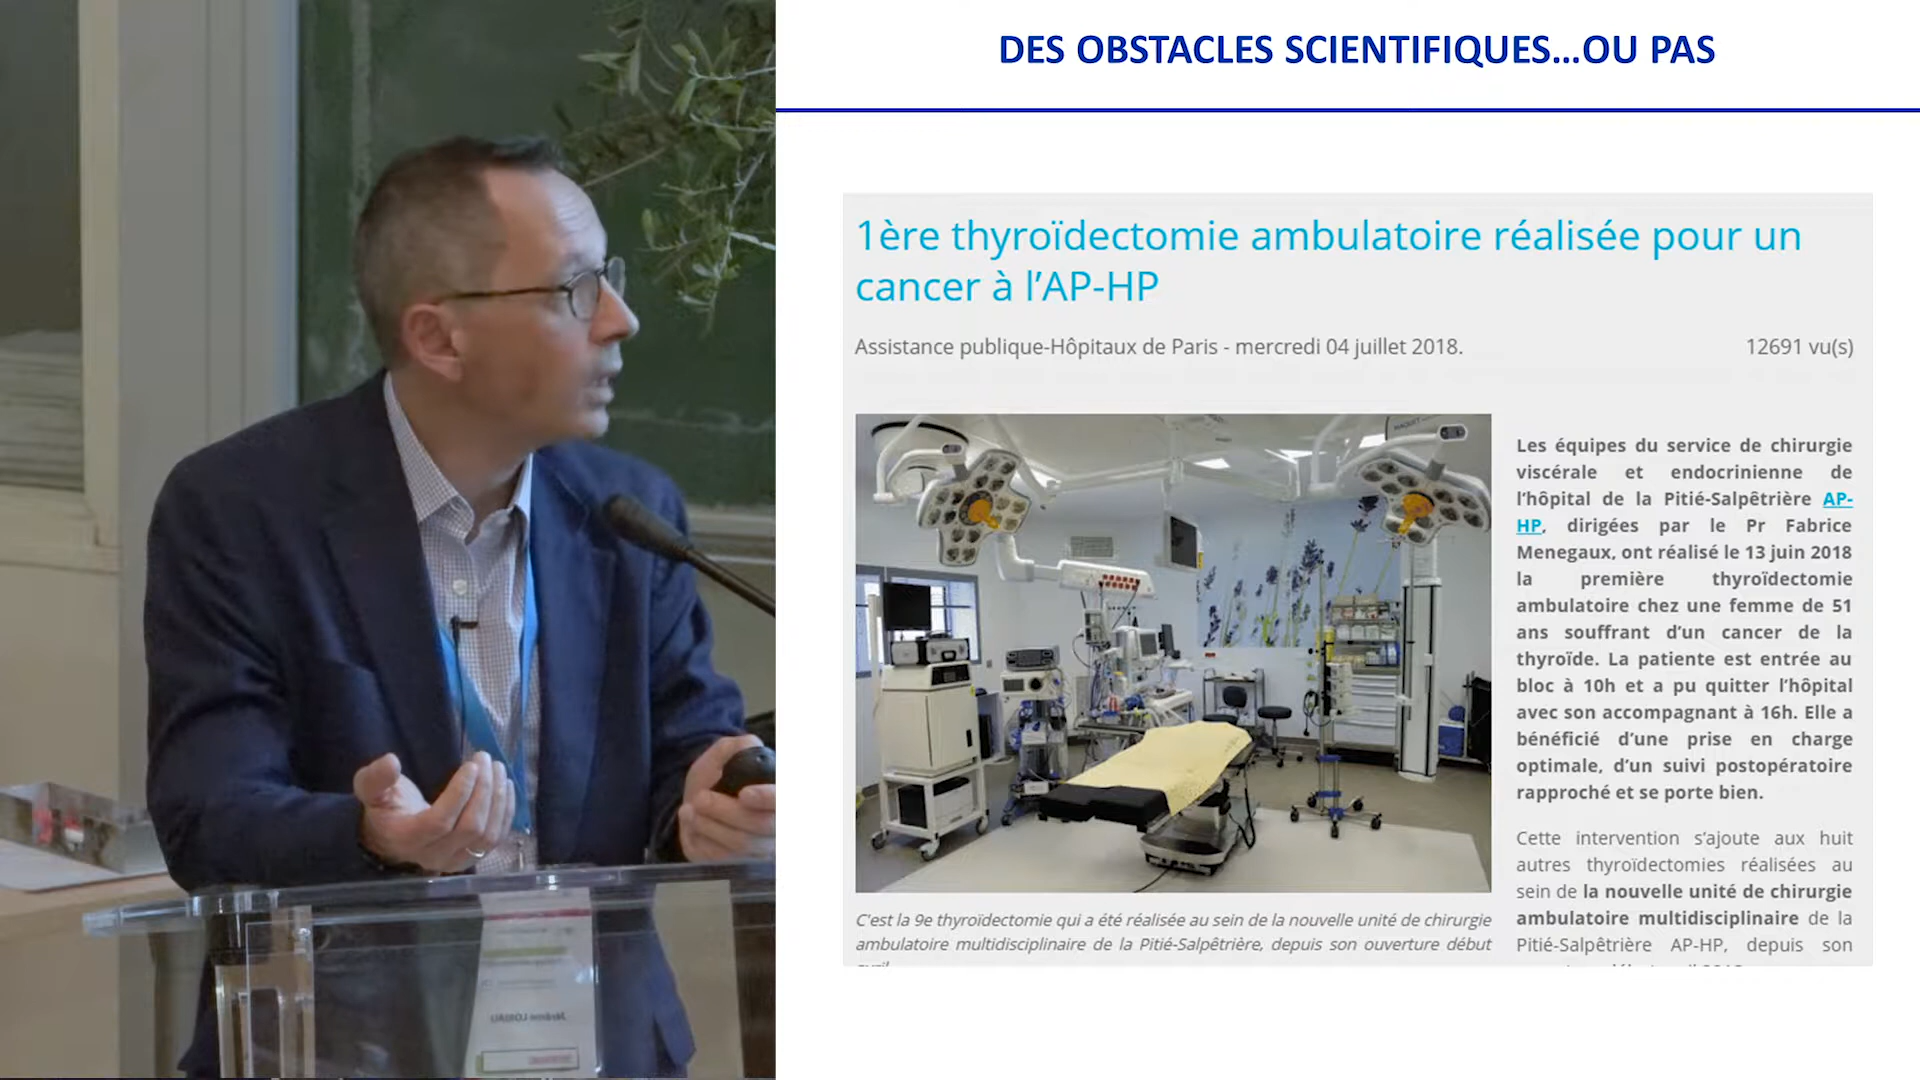 DES OBSTACLES SCIENTIFIQUES...OU PAS
1ère thyroïdectomie ambulatoire réalisée pour un
cancer à l'AP-HP
Assistance publique-Hôpitaux de Paris - mercredi 04 juillet 2018.
12691 vu(s)
MAQUET
Les équipes du service de chirurgie
viscérale et endocrinienne de
l'hôpital de la Pitié-Salpêtrière AP-
HP, dirigées par le Pr Fabrice
Menegaux, ont réalisé le 13 juin 2018
la première thyroïdectomie
ambulatoire chez une femme de 51
ans souffrant d'un cancer de la
thyroïde. La patiente est entrée au
bloc à 10h et a pu quitter l'hôpital
avec son accompagnant à 16h. Elle a
bénéficié d'une prise en charge
optimale, d'un suivi postopératoire
rapproché et se porte bien.
Cette intervention s'ajoute aux huit
autres thyroïdectomies réalisées au
sein de la nouvelle unité de chirurgie
ambulatoire multidisciplinaire de la
Pitié-Salpêtrière AP-HP, depuis son
C'est la 9e thyroïdectomie qui a été réalisée au sein de la nouvelle unité de chirurgie
ambulatoire multidisciplinaire de la Pitié-Salpêtrière, depuis son ouverture début
Jérôme LORIAU